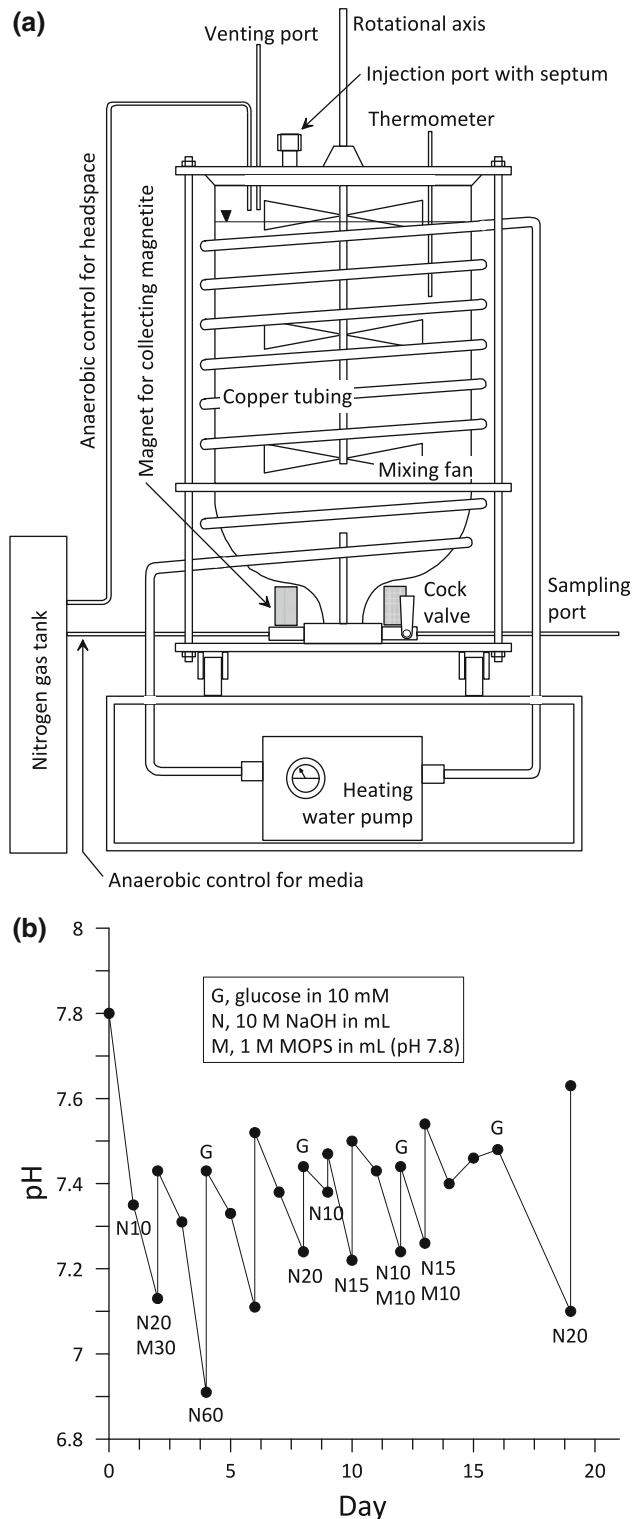 (a)
Venting port
Rotational axis
Injection port with septum
Thermometer
Anaerobic control for headspace
Magnet for collecting magnetite
Copper tubing
Mixing fan
Cock
valve
Sampling
port
Nitrogen gas tank
Heating
water pump
Anaerobic control for media
(b)
8
7.8
7.6
7.4
7.2
7
6.8
pH
G, glucose in 10 mM
N, 10 M NaOH in mL
M, 1 M MOPS in mL (pH 7.8)
N10
N20
M30
G
N60
G
N20
N10
N15
G
N10
M10
N15
M10
G
N20
0
5
10
15
20
Day